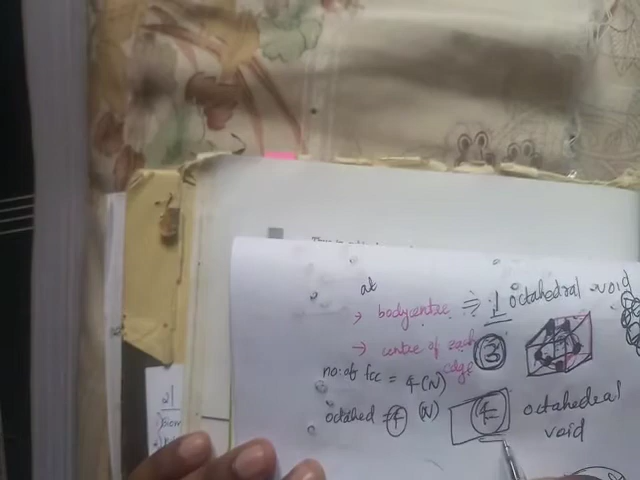 at
→ bodycentre ⇒ 1 octahedral void
→ centre of each edge 3
no. of fcc = 4 (N)
octahed = 4 (N) 4 octahedral void